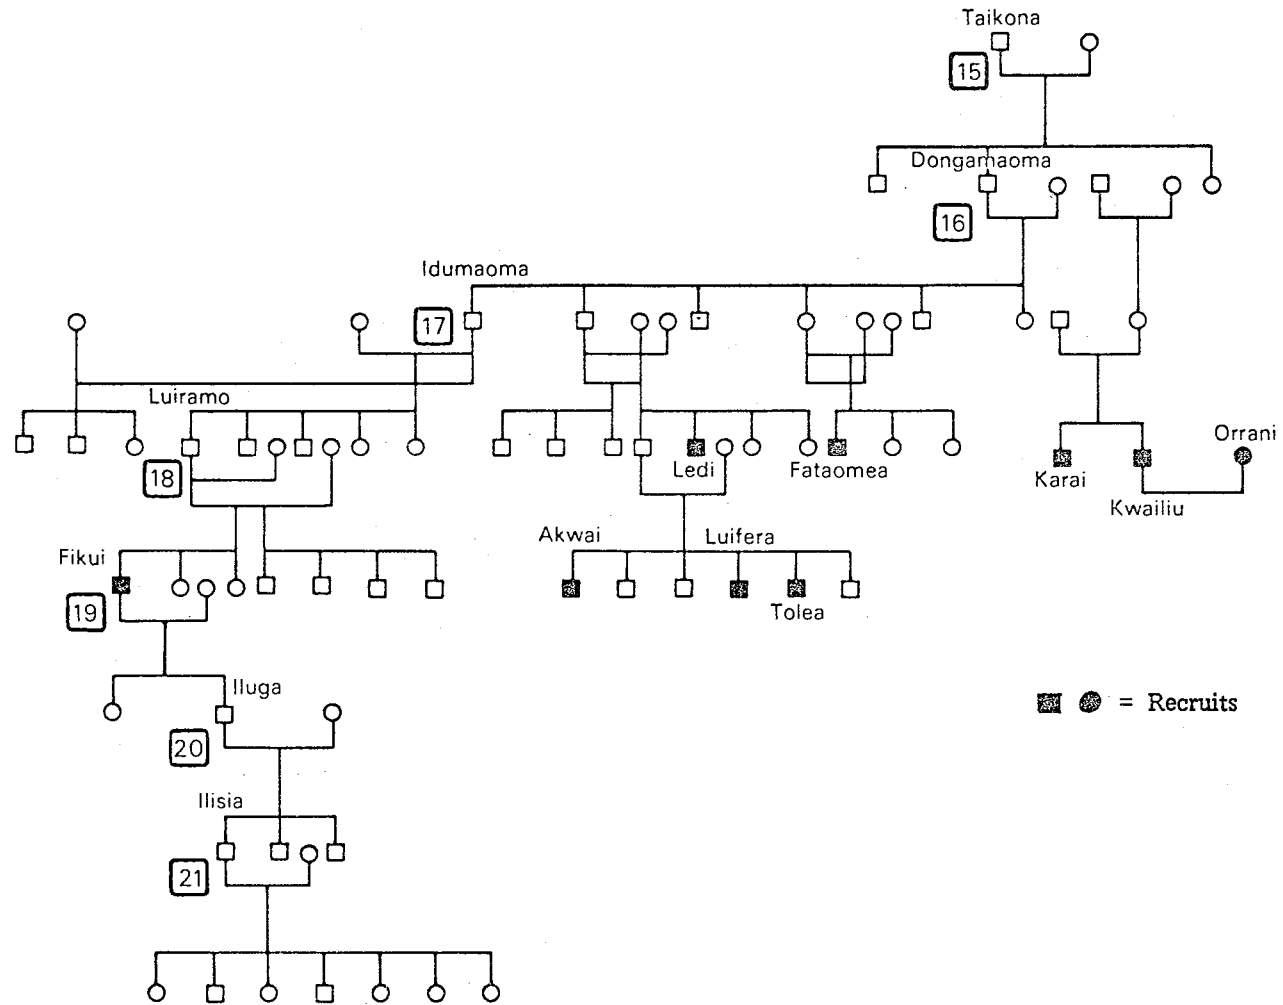 Taikona
15
Dongamaoma
16
Idumaoma
17
Luiramo
18
Ledi
Fataomea
Karai
Kwailiu
Orrani
Fikui
19
Akwai
Luifera
Tolea
Iluga
20
= Recruits
Ilisia
21